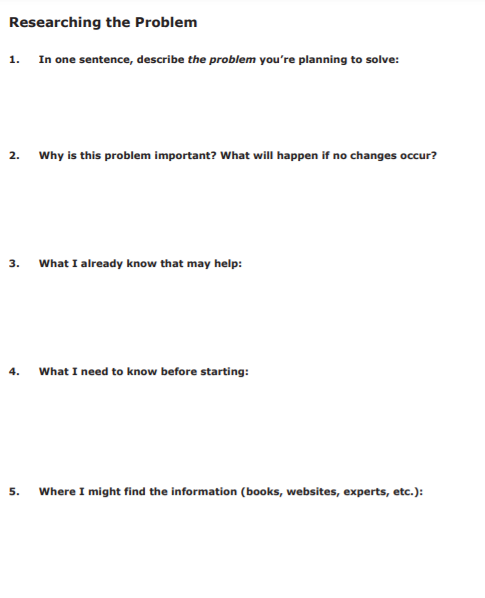 Researching the Problem
1. In one sentence, describe the problem you're planning to solve:
2. Why is this problem important? What will happen if no changes occur?
3. What I already know that may help:
4. What I need to know before starting:
5. Where I might find the information (books, websites, experts, etc.):